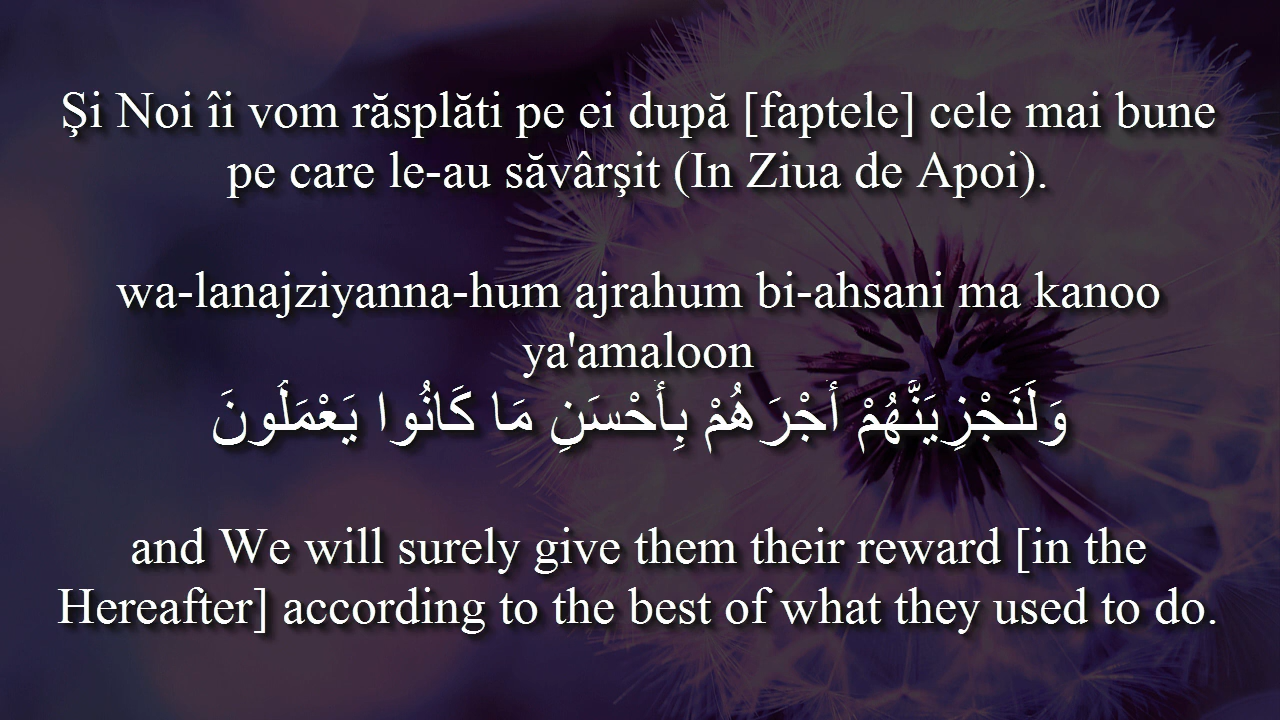 Şi Noi îi vom răsplăti pe ei după [faptele] cele mai bune
pe care le-au săvârşit (In Ziua de Apoi).
wa-lanajziyanna-hum ajrahum bi-ahsani ma kanoo
ya'amaloon
وَلَنَجْزِيَنَّهُمْ أَجْرَهُمْ بِأَحْسَنِ مَا كَانُوا يَعْمَلُونَ
and We will surely give them their reward [in the
Hereafter] according to the best of what they used to do.